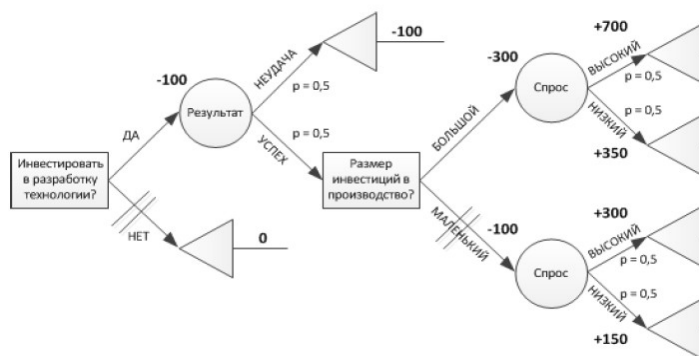 -100
НЕУДАЧА
p = 0,5
-100
Результат
ДА
p = 0,5
УСПЕХ
Инвестировать
в разработку
технологии?
НЕТ
0
Размер
инвестиций в
производство?
БОЛЬШОЙ
-300
Спрос
ВЫСОКИЙ
+700
p = 0,5
p = 0,5
НИЗКИЙ
+350
МАЛЕНЬКИЙ
-100
Спрос
ВЫСОКИЙ
+300
p = 0,5
p = 0,5
НИЗКИЙ
+150